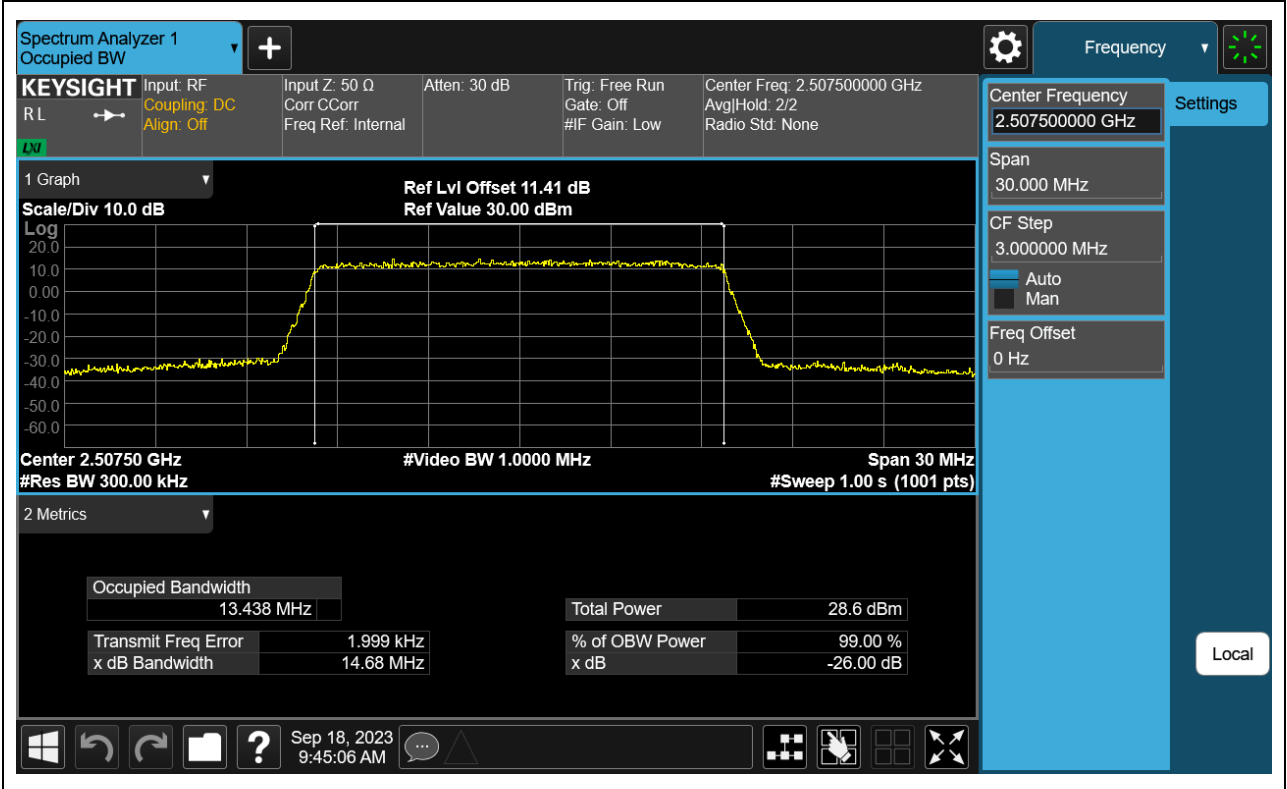 Spectrum Analyzer 1
Occupied BW
+
Frequency
KEYSIGHT
R L
LXI
Input: RF
Coupling: DC
Align: Off
Input Z: 50 Ω
Corr CCorr
Freq Ref: Internal
Atten: 30 dB
Trig: Free Run
Gate: Off
#IF Gain: Low
Center Freq: 2.507500000 GHz
Avg|Hold: 2/2
Radio Std: None
Center Frequency
2.507500000 GHz
Settings
Span
30.000 MHz
CF Step
3.000000 MHz
Auto
Man
Freq Offset
0 Hz
Local
1 Graph
Scale/Div 10.0 dB
Ref Lvl Offset 11.41 dB
Ref Value 30.00 dBm
Log
20.0
10.0
0.00
-10.0
-20.0
-30.0
-40.0
-50.0
-60.0
Center 2.50750 GHz
#Video BW 1.0000 MHz
Span 30 MHz
#Res BW 300.00 kHz
#Sweep 1.00 s (1001 pts)
2 Metrics
Occupied Bandwidth
13.438 MHz
Total Power 28.6 dBm
Transmit Freq Error 1.999 kHz
% of OBW Power 99.00 %
x dB Bandwidth 14.68 MHz
x dB -26.00 dB
?
Sep 18, 2023
9:45:06 AM